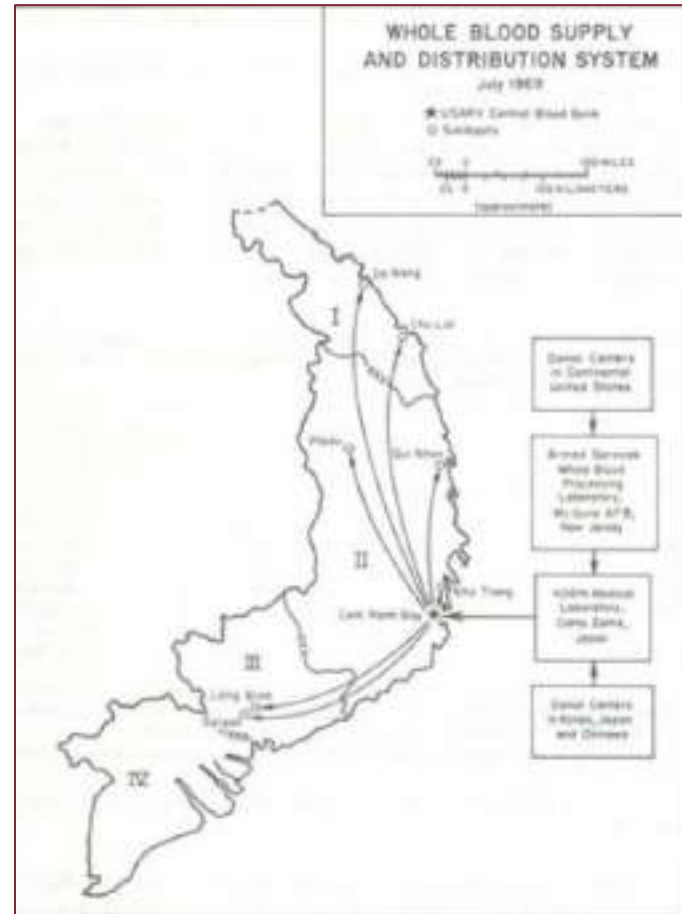 WHOLE BLOOD SUPPLY
AND DISTRIBUTION SYSTEM
July 1969
USARV Central Blood Bank
Subdepots
(approximate)
Da Nang
Chu Lai
I
Donor Centers
in Continental
United States
Pleiku
Qui Nhon
Armed Services
Whole Blood
Processing
Laboratory,
McGuire AFB,
New Jersey
II
Nha Trang
Cam Ranh Bay
Medical
Laboratory,
Camp Zama,
Japan
III
Long Binh
Saigon
Donor Centers
in Korea, Japan
and Okinawa
IV